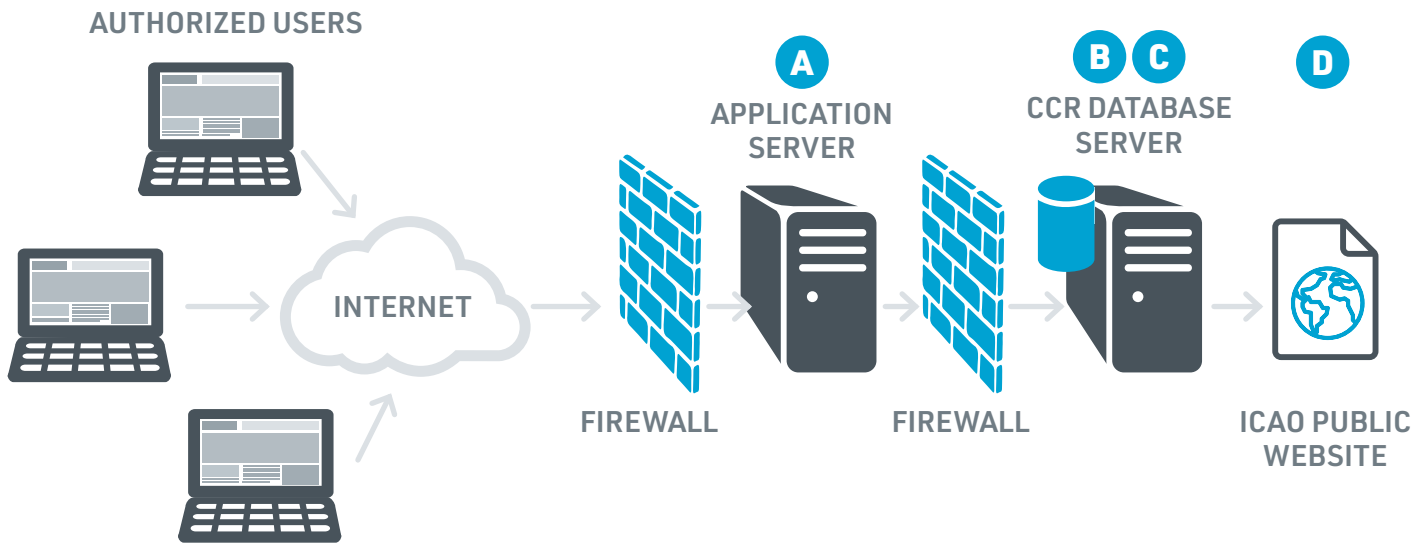 AUTHORIZED USERS
A
B
C
D
APPLICATION
SERVER
CCR DATABASE
SERVER
INTERNET
FIREWALL
FIREWALL
ICAO PUBLIC
WEBSITE